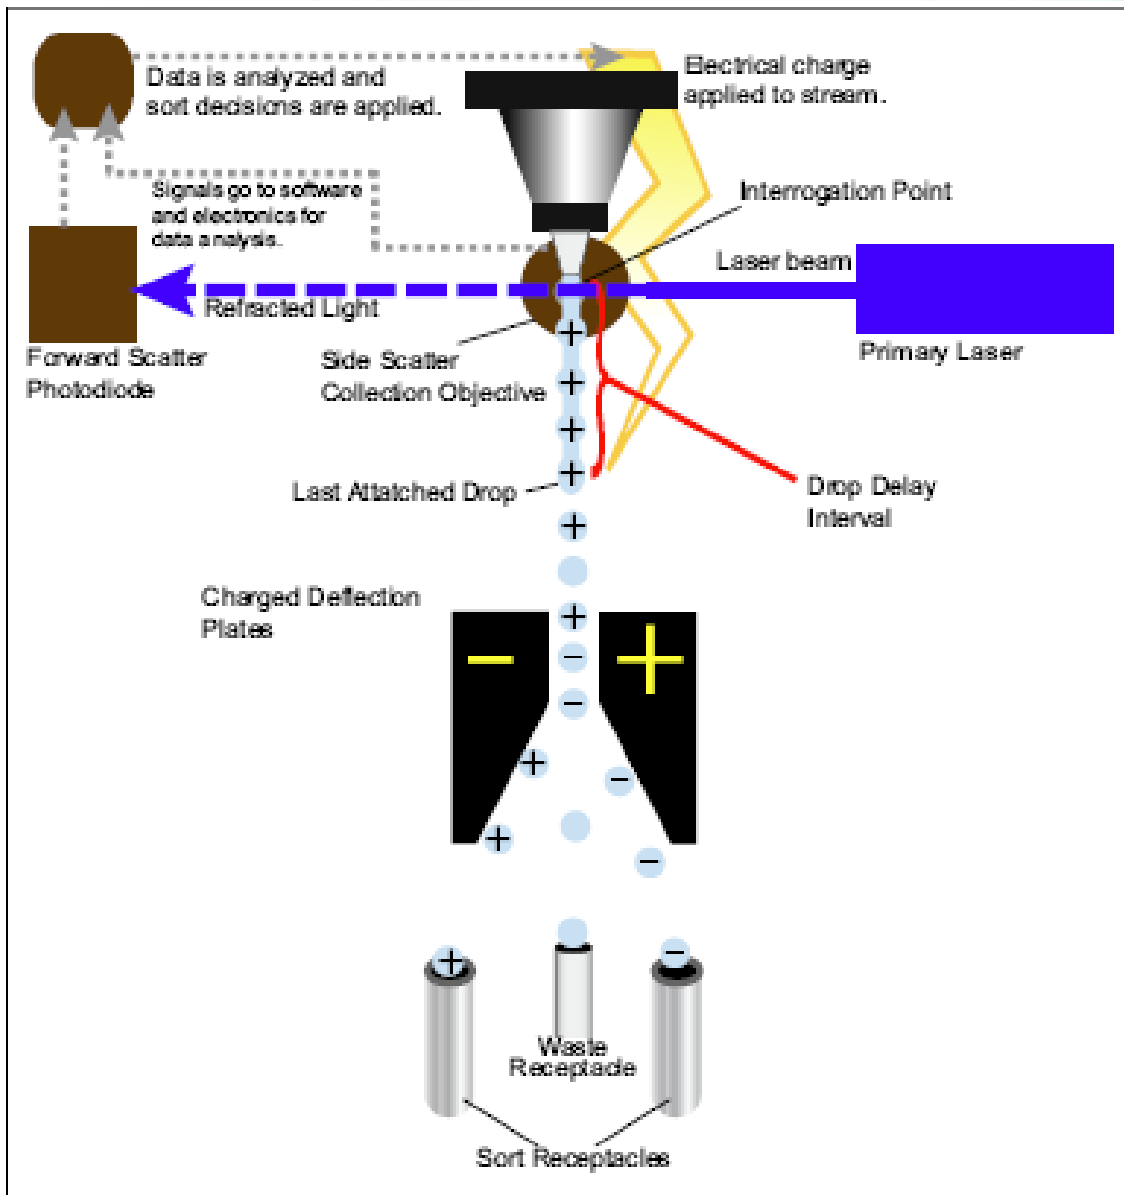 Data is analyzed and
sort decisions are applied.
Electrical charge
applied to stream.
Signals go to software
and electronics for
data analysis.
Interrogation Point
Laser beam
Refracted Light
Forward Scatter
Photodiode
Side Scatter
Collection Objective
Primary Laser
Last Attatched Drop
Drop Delay
Interval
Charged Deflection
Plates
Waste
Receptacle
Sort Receptacles